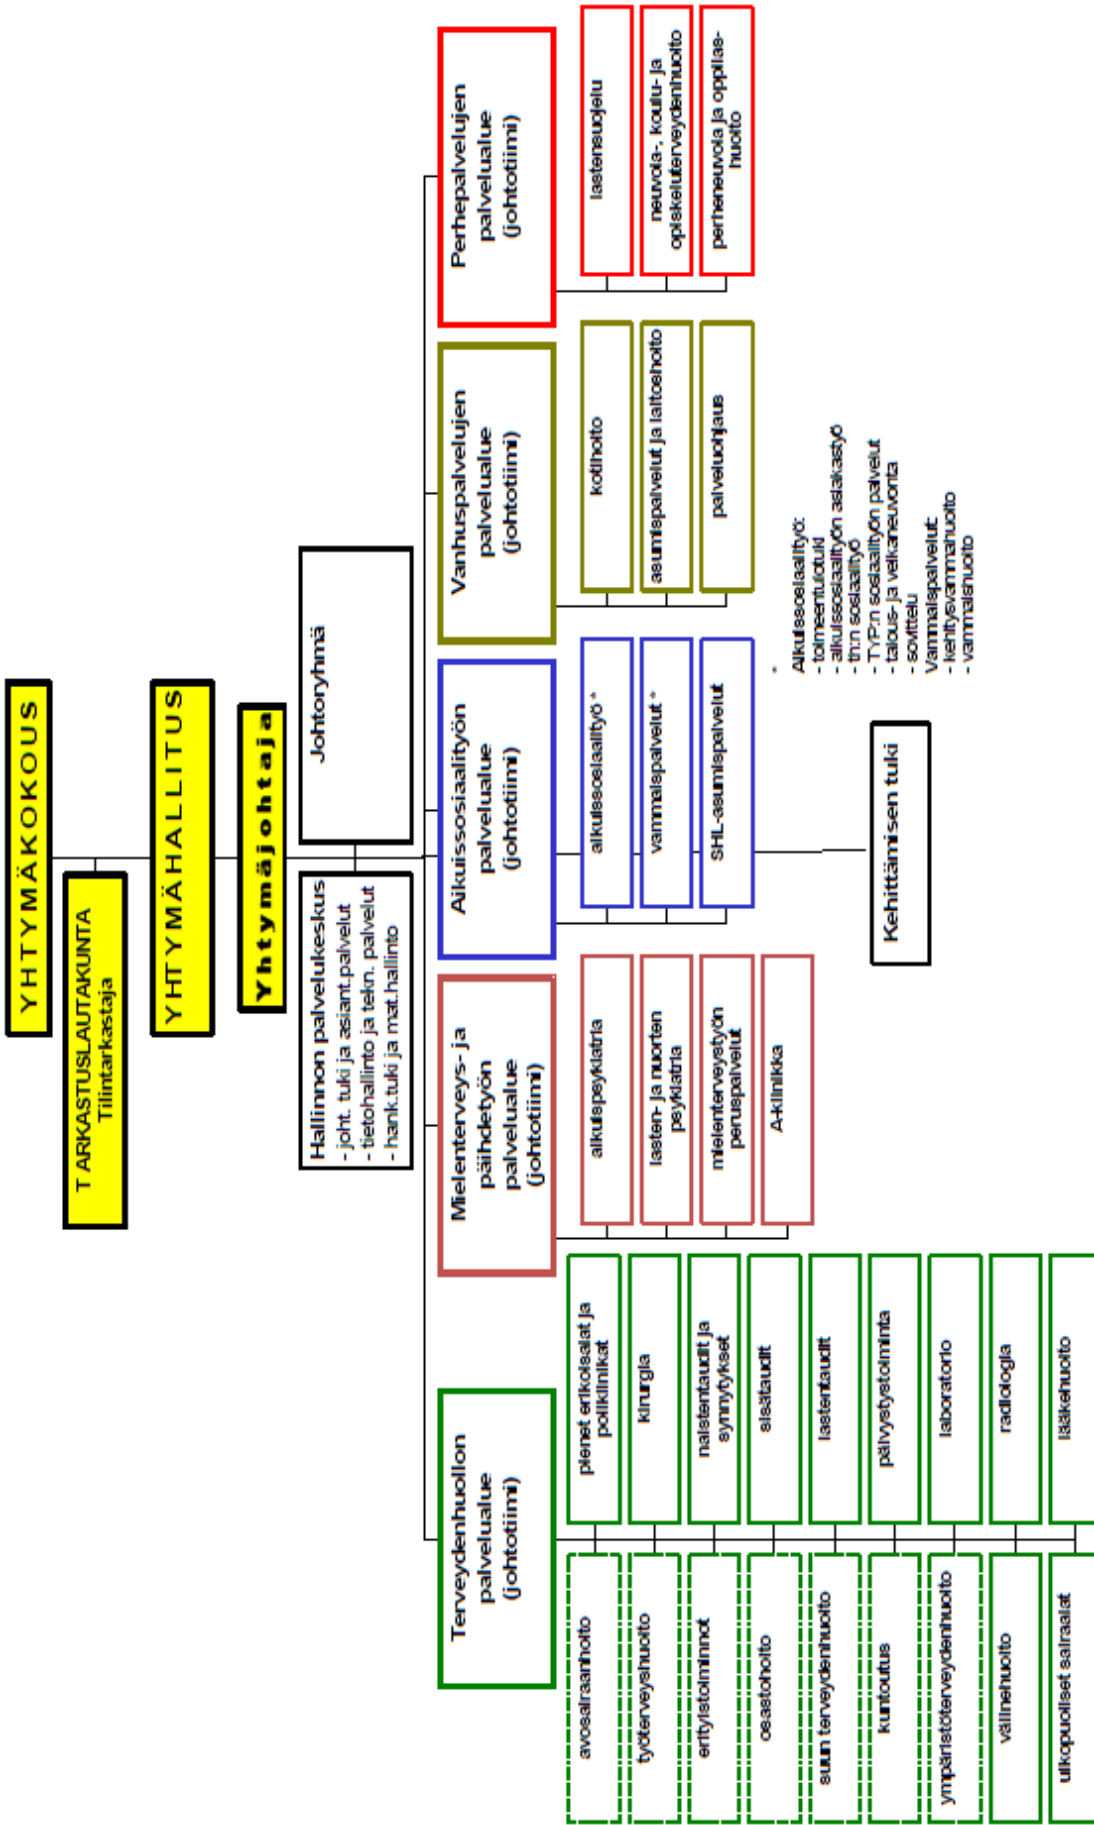 YHTYMÄKOKOUS
TARKASTUSLAUTAKUNTA
Tilintarkastaja
YHTYMÄHALLITUS
Yhtymäjohtaja
Hallinnon palvelukeskus
- joht. tuki ja asiant.palvelut
- tietohallinto ja tekn. palvelut
- hank.tuki ja mat.hallinto
Johtoryhmä
Terveydenhuollon
palvelualue
(johtotiimi)
avosairaanhoito
työterveyshuolto
erityistoiminnot
osastohoito
suun terveydenhuolto
kuntoutus
ympäristöterveydenhuolto
välinehuolto
ulkopuoliset sairaalat
pienet erikoisalat ja
poliklinikat
kirurgia
naistentaudit ja
synnytykset
sisätaudit
lastentaudit
päivystystoiminta
laboratorio
radiologia
lääkehuolto
Mielenterveys- ja
päihdetyön
palvelualue
(johtotiimi)
aikuispsykiatria
lasten- ja nuorten
psykiatria
mielenterveystyön
peruspalvelut
A-klinikka
Aikuissosiaalityön
palvelualue
(johtotiimi)
aikuissosiaalityö *
vammaispalvelut *
SHL-asumispalvelut
Kehittämisen tuki
Vanhuspalvelujen
palvelualue
(johtotiimi)
kotihoito
asumispalvelut ja laitoshoito
palveluohjaus
*
Aikuissosiaalityö:
- toimeentulotuki
- aikuissosiaalityön asiakastyö
- th:n sosiaalityö
- TYP:n sosiaalityön palvelut
- talous- ja velkaneuvonta
- sovittelu
Vammaispalvelut:
- kehitysvammahuolto
- vammaishuolto
Perhepalvelujen
palvelualue
(johtotiimi)
lastensuojelu
neuvola-, koulu- ja
opiskeluterveydenhuolto
perheneuvola ja oppilas-
huolto